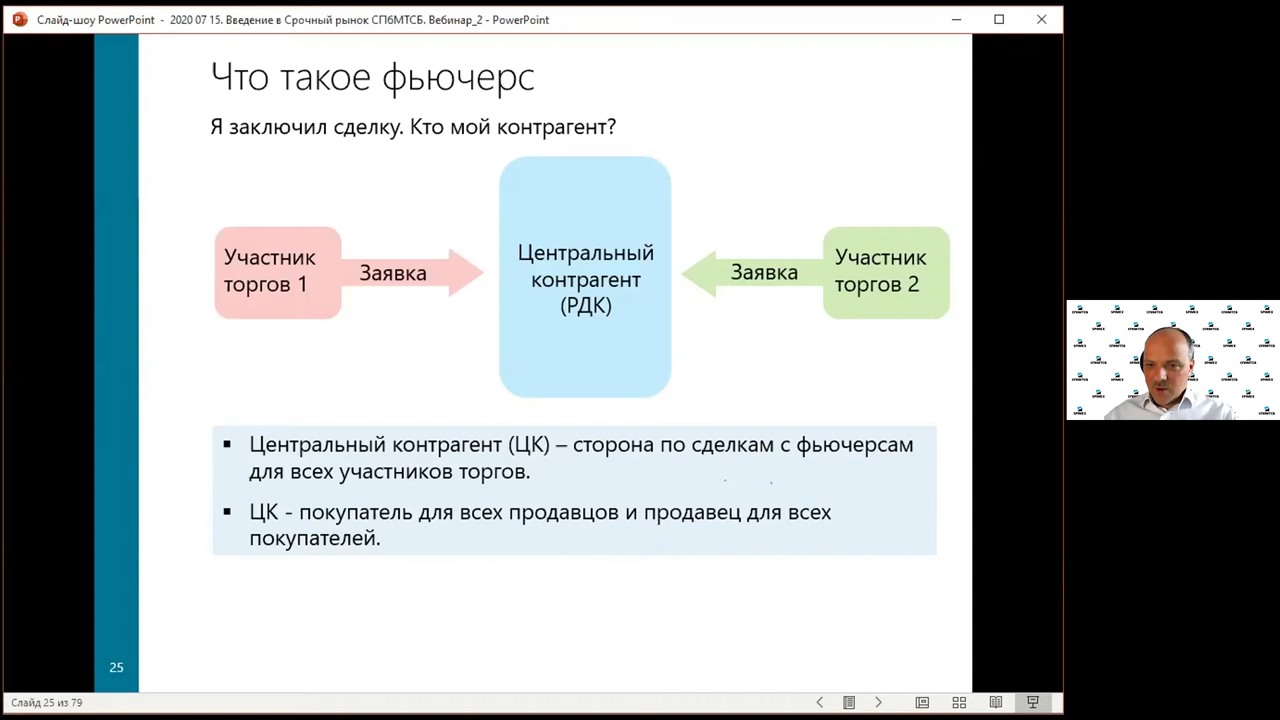 Слайд-шоу PowerPoint - 2020 07 15. Введение в Срочный рынок СПбМТСБ. Вебинар_2 - PowerPoint
Что такое фьючерс
Я заключил сделку. Кто мой контрагент?
Участник
торгов 1
Заявка
Центральный
контрагент
(РДК)
Заявка
Участник
торгов 2
▪ Центральный контрагент (ЦК) – сторона по сделкам с фьючерсам
для всех участников торгов.
▪ ЦК - покупатель для всех продавцов и продавец для всех
покупателей.
25
Слайд 25 из 79